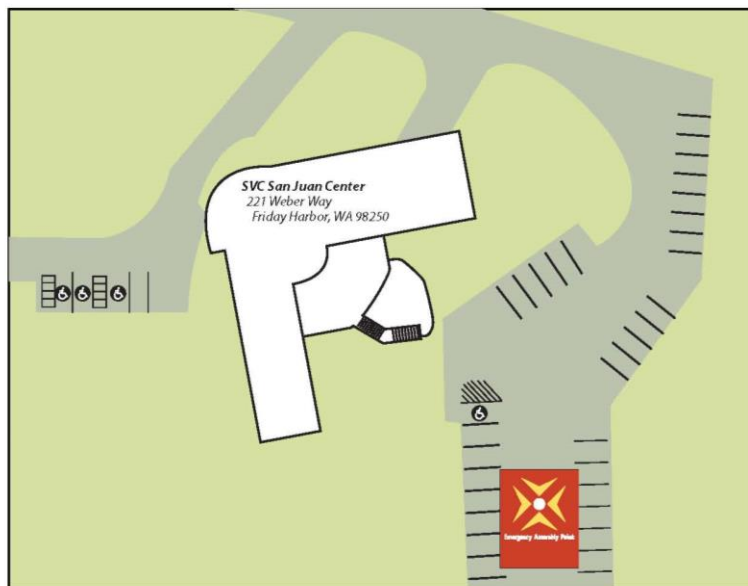 SVC San Juan Center
221 Weber Way
Friday Harbor, WA 98250
Emergency Assembly Point